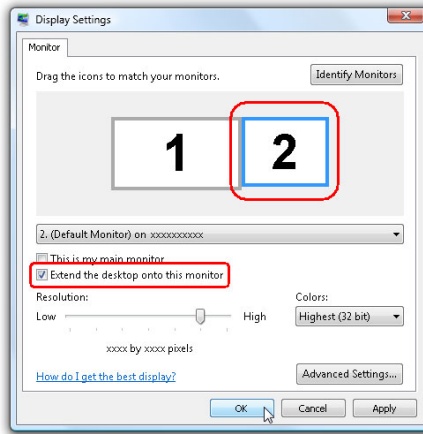 Display Settings
Monitor
Drag the icons to match your monitors.
Identify Monitors
1
2
2. (Default Monitor) on xxxxxxxxxx
This is my main monitor
Extend the desktop onto this monitor
Resolution:
Colors:
Low
High
Highest (32 bit)
xxxx by xxxx pixels
How do I get the best display?
Advanced Settings...
OK
Cancel
Apply